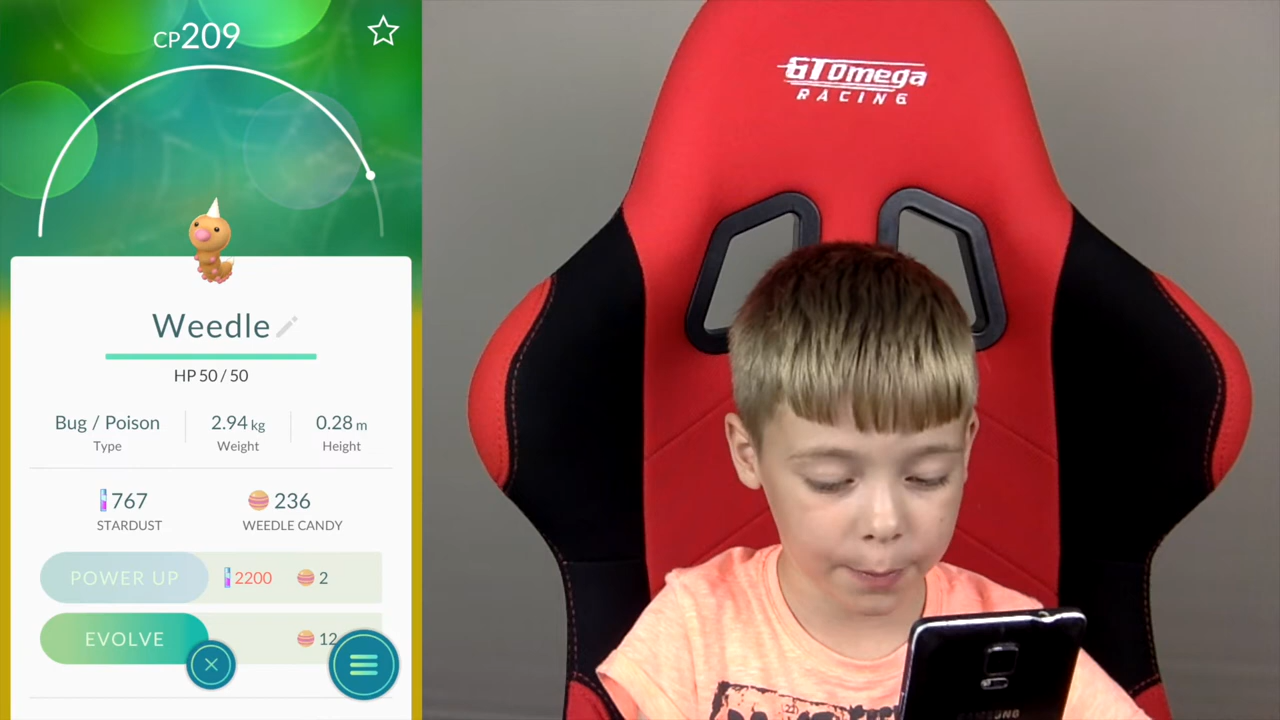 CP209
Weedle
HP 50 / 50
Bug / Poison
2.94 kg
0.28 m
Type
Weight
Height
767
236
STARDUST
WEEDLE CANDY
POWER UP
2200
2
EVOLVE
12
GTOmega
RACING
SAMSUNG